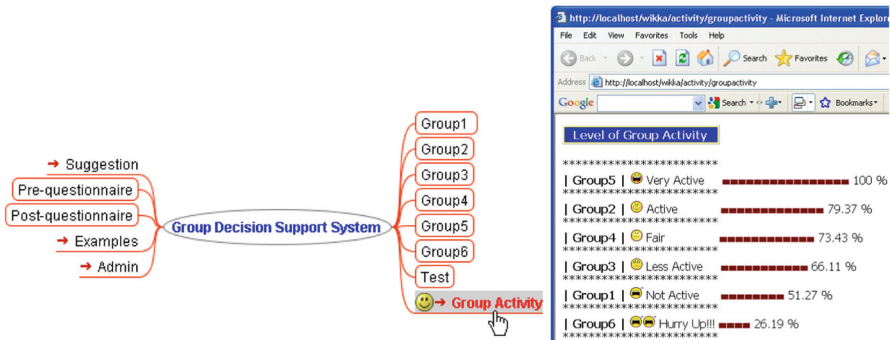 Suggestion
Pre-questionnaire
Post-questionnaire
Examples
Admin
Group Decision Support System
Group1
Group2
Group3
Group4
Group5
Group6
Test
Group Activity
http://localhost/wikka/activity/groupactivity - Microsoft Internet Explor
File Edit View Favorites Tools Help
Back Search Favorites
Address http://localhost/wikka/activity/groupactivity
Google Search Bookmarks
Level of Group Activity
************************
| Group5 | Very Active 100 %
************************
| Group2 | Active 79.37 %
************************
| Group4 | Fair 73.43 %
************************
| Group3 | Less Active 66.11 %
************************
| Group1 | Not Active 51.27 %
************************
| Group6 | Hurry Up!!! 26.19 %
************************